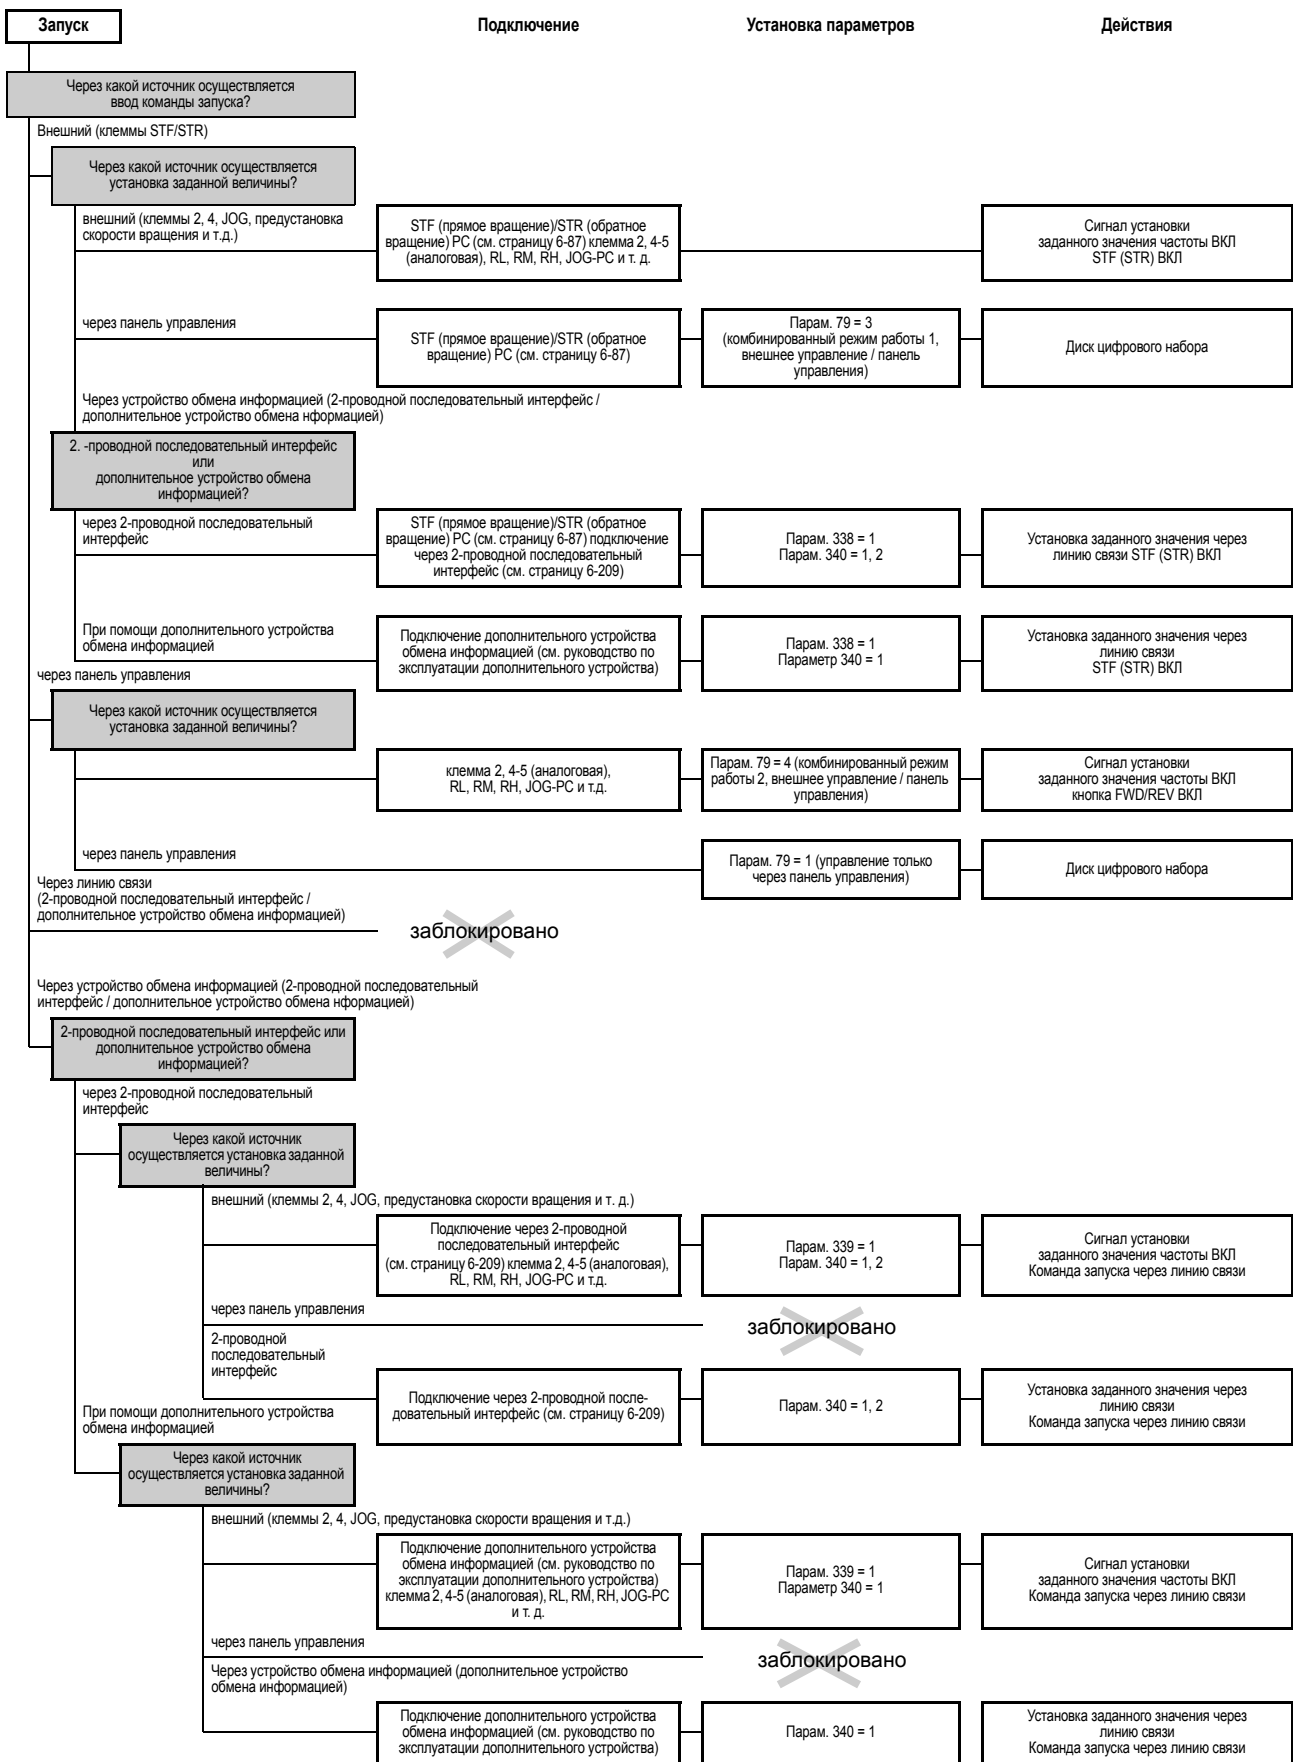 Запуск
Подключение
Установка параметров
Действия
Через какой источник осуществляется
ввод команды запуска?
Внешний (клеммы STF/STR)
Через какой источник осуществляется
установка заданной величины?
внешний (клеммы 2, 4, JOG, предустановка
скорости вращения и т.д.)
STF (прямое вращение)/STR (обратное
вращение) PC (см. страницу 6-87) клемма 2, 4-5
(аналоговая), RL, RM, RH, JOG-PC и т. д.
Сигнал установки
заданного значения частоты ВКЛ
STF (STR) ВКЛ
через панель управления
STF (прямое вращение)/STR (обратное
вращение) PC (см. страницу 6-87)
Парам. 79 = 3
(комбинированный режим работы 1,
внешнее управление / панель
управления)
Диск цифрового набора
Через устройство обмена информацией (2-проводной последовательный интерфейс /
дополнительное устройство обмена нформацией)
2. -проводной последовательный интерфейс
или
дополнительное устройство обмена
информацией?
через 2-проводной последовательный
интерфейс
STF (прямое вращение)/STR (обратное
вращение) PC (см. страницу 6-87) подключение
через 2-проводной последовательный
интерфейс (см. страницу 6-209)
Парам. 338 = 1
Парам. 340 = 1, 2
Установка заданного значения через
линию связи STF (STR) ВКЛ
При помощи дополнительного устройства
обмена информацией
Подключение дополнительного устройства
обмена информацией (см. руководство по
эксплуатации дополнительного устройства)
Парам. 338 = 1
Параметр 340 = 1
Установка заданного значения через
линию связи
STF (STR) ВКЛ
через панель управления
Через какой источник осуществляется
установка заданной величины?
клемма 2, 4-5 (аналоговая),
RL, RM, RH, JOG-PC и т.д.
Парам. 79 = 4 (комбинированный режим
работы 2, внешнее управление / панель
управления)
Сигнал установки
заданного значения частоты ВКЛ
кнопка FWD/REV ВКЛ
через панель управления
Парам. 79 = 1 (управление только
через панель управления)
Диск цифрового набора
Через линию связи
(2-проводной последовательный интерфейс /
дополнительное устройство обмена информацией)
заблокировано
Через устройство обмена информацией (2-проводной последовательный
интерфейс / дополнительное устройство обмена нформацией)
2-проводной последовательный интерфейс или
дополнительное устройство обмена
информацией?
через 2-проводной последовательный
интерфейс
Через какой источник
осуществляется установка заданной
величины?
внешний (клеммы 2, 4, JOG, предустановка скорости вращения и т. д.)
Подключение через 2-проводной
последовательный интерфейс
(см. страницу 6-209) клемма 2, 4-5 (аналоговая),
RL, RM, RH, JOG-PC и т.д.
Парам. 339 = 1
Парам. 340 = 1, 2
Сигнал установки
заданного значения частоты ВКЛ
Команда запуска через линию связи
через панель управления
заблокировано
2-проводной
последовательный
интерфейс
Подключение через 2-проводной после-
довательный интерфейс (см. страницу 6-209)
Парам. 340 = 1, 2
Установка заданного значения через
линию связи
Команда запуска через линию связи
При помощи дополнительного устройства
обмена информацией
Через какой источник
осуществляется установка заданной
величины?
внешний (клеммы 2, 4, JOG, предустановка скорости вращения и т.д.)
Подключение дополнительного устройства
обмена информацией (см. руководство по
эксплуатации дополнительного устройства)
клемма 2, 4-5 (аналоговая), RL, RM, RH, JOG-PC
и т. д.
Парам. 339 = 1
Параметр 340 = 1
Сигнал установки
заданного значения частоты ВКЛ
Команда запуска через линию связи
через панель управления
заблокировано
Через устройство обмена информацией (дополнительное устройство
обмена информацией)
Подключение дополнительного устройства
обмена информацией (см. руководство по
эксплуатации дополнительного устройства)
Парам. 340 = 1
Установка заданного значения через
линию связи
Команда запуска через линию связи